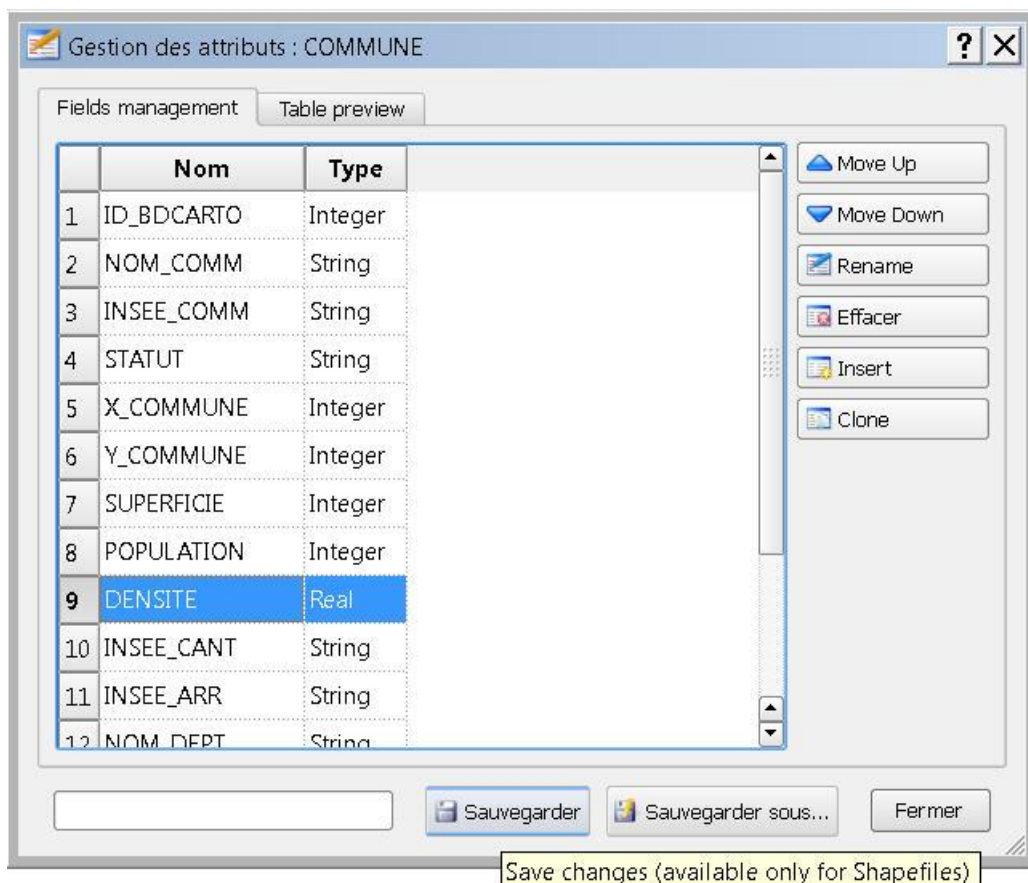 Gestion des attributs : COMMUNE
Fields management
Table preview
Nom Type
1 ID_BDCARTO Integer
2 NOM_COMM String
3 INSEE_COMM String
4 STATUT String
5 X_COMMUNE Integer
6 Y_COMMUNE Integer
7 SUPERFICIE Integer
8 POPULATION Integer
9 DENSITE Real
10 INSEE_CANT String
11 INSEE_ARR String
12 NOM_DEPT String
Move Up
Move Down
Rename
Effacer
Insert
Clone
Sauvegarder
Sauvegarder sous...
Fermer
Save changes (available only for Shapefiles)